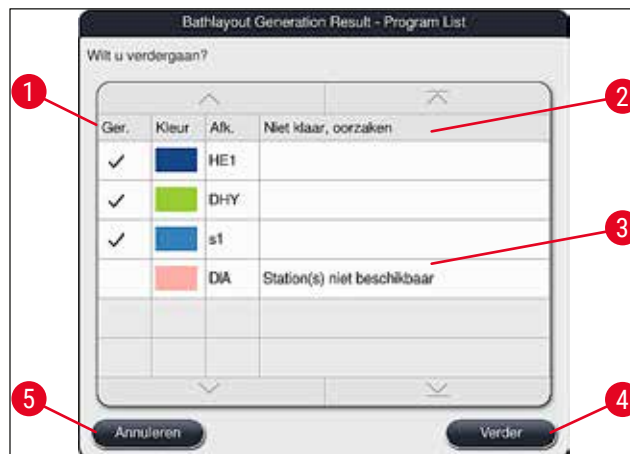 Bathlayout Generation Result - Program List
Wilt u verdergaan?
1
2
Ger. Kleur Afk. Niet klaar, oorzaken
HE1
DHY
3
s1
DIA Station(s) niet beschikbaar
5
4
Annuleren Verder